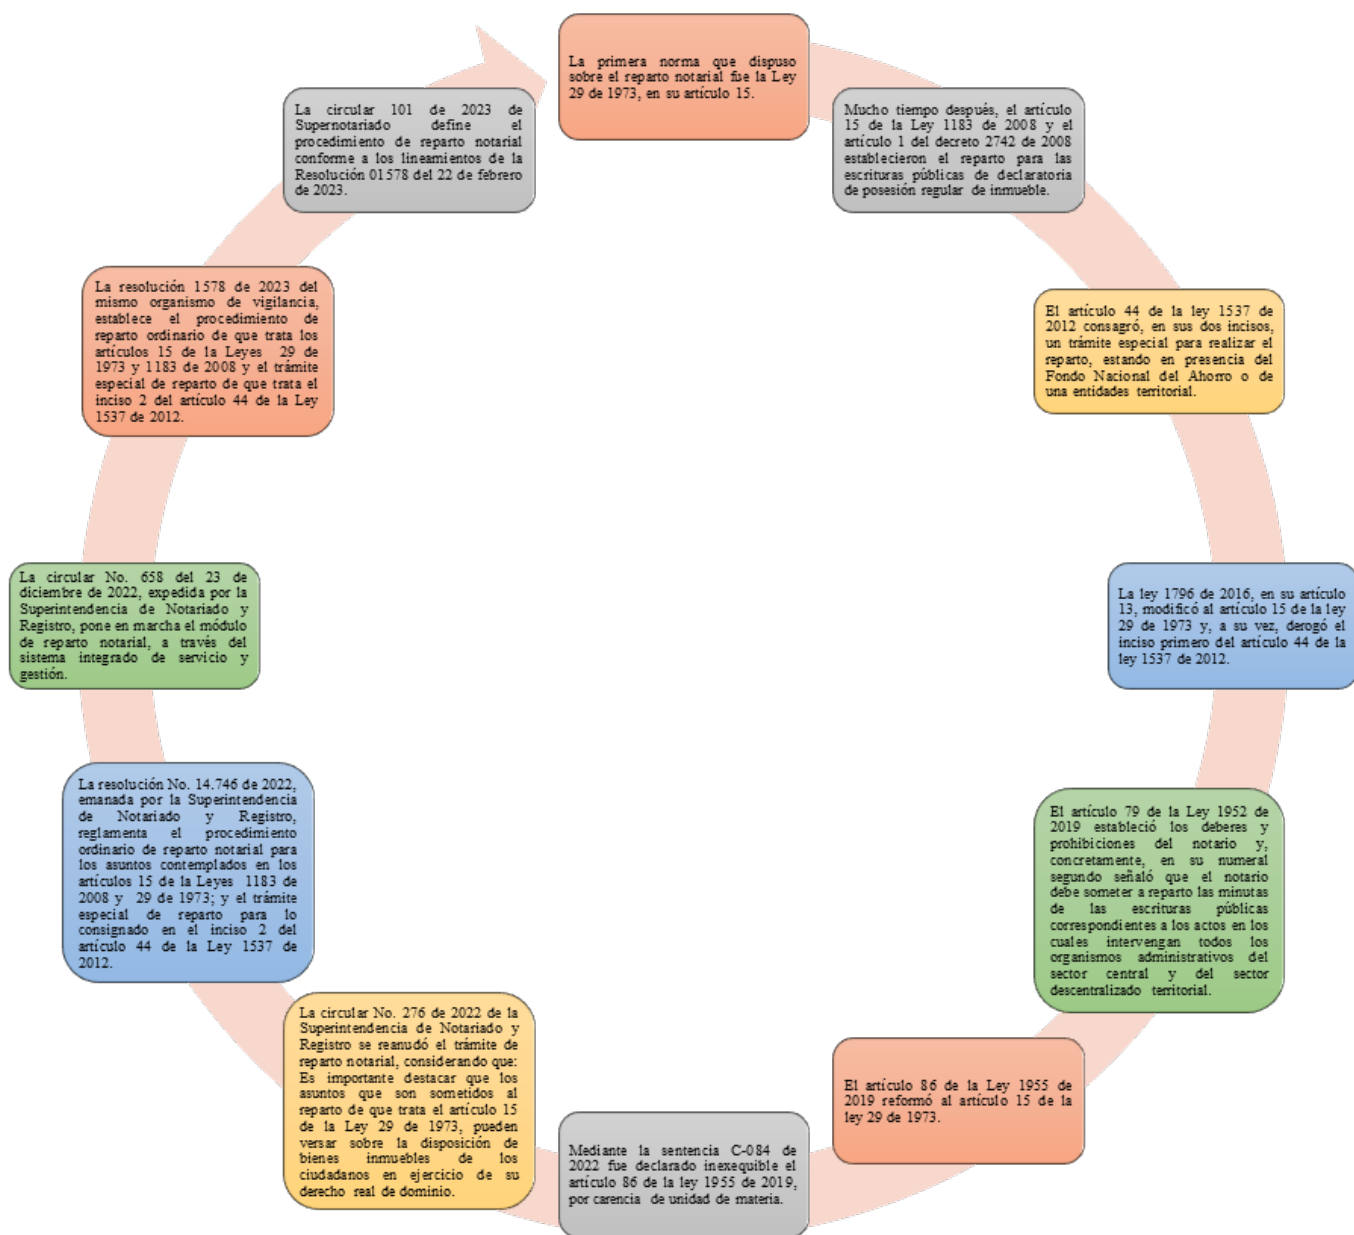 La primera norma que dispuso
sobre el reparto notarial fue la Ley
29 de 1973, en su artículo 15.
Mucho tiempo después, el artículo
15 de la Ley 1183 de 2008 y el
artículo 1 del decreto 2742 de 2008
establecieron el reparto para las
escrituras públicas de declaratoria
de posesión regular de inmueble.
El artículo 44 de la ley 1537 de
2012 consagró, en sus dos incisos,
un trámite especial para realizar el
reparto, estando en presencia del
Fondo Nacional del Ahorro o de
una entidades territorial.
La ley 1796 de 2016, en su artículo
13, modificó al artículo 15 de la ley
29 de 1973 y, a su vez, derogó el
inciso primero del artículo 44 de la
ley 1537 de 2012.
El artículo 79 de la Ley 1952 de
2019 estableció los deberes y
prohibiciones del notario y,
concretamente, en su numeral
segundo señaló que el notario
debe someter a reparto las minutas
de las escrituras públicas
correspondientes a los actos en los
cuales intervengan todos los
organismos administrativos del
sector central y del sector
descentralizado territorial.
El artículo 86 de la Ley 1955 de
2019 reformó al artículo 15 de la
ley 29 de 1973.
Mediante la sentencia C-084 de
2022 fue declarado inexequible el
artículo 86 de la ley 1955 de 2019,
por carencia de unidad de materia.
La circular No. 276 de 2022 de la
Superintendencia de Notariado y
Registro se reanudó el trámite de
reparto notarial, considerando que:
Es importante destacar que los
asuntos que son sometidos al
reparto de que trata el artículo 15
de la Ley 29 de 1973, pueden
versar sobre la disposición de
bienes inmuebles de los
ciudadanos en ejercicio de su
derecho real de dominio.
La resolución No. 14.746 de 2022,
emanada por la Superintendencia
de Notariado y Registro,
reglamenta el procedimiento
ordinario de reparto notarial para
los asuntos contemplados en los
artículos 15 de la Leyes 1183 de
2008 y 29 de 1973; y el trámite
especial de reparto para lo
consignado en el inciso 2 del
artículo 44 de la Ley 1537 de
2012.
La circular No. 658 del 23 de
diciembre de 2022, expedida por la
Superintendencia de Notariado y
Registro, pone en marcha el módulo
de reparto notarial, a través del
sistema integrado de servicio y
gestión.
La resolución 1578 de 2023 del
mismo organismo de vigilancia,
establece el procedimiento de
reparto ordinario de que trata los
artículos 15 de la Leyes 29 de
1973 y 1183 de 2008 y el trámite
especial de reparto de que trata el
inciso 2 del artículo 44 de la Ley
1537 de 2012.
La circular 101 de 2023 de
Supernotariado define el
procedimiento de reparto notarial
conforme a los lineamientos de la
Resolución 01578 del 22 de febrero
de 2023.